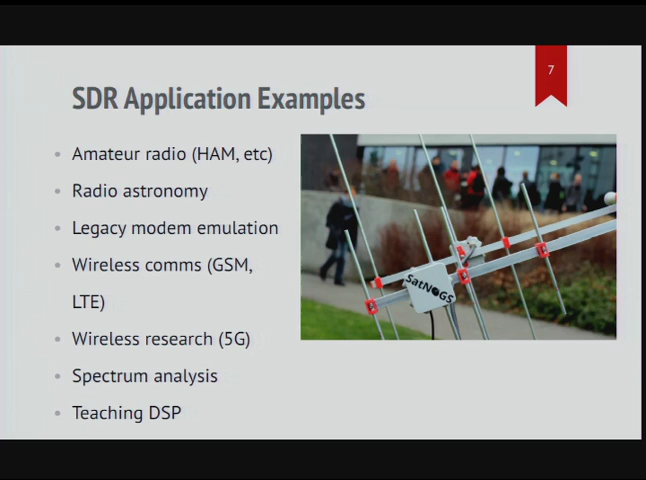 7
SDR Application Examples
• Amateur radio (HAM, etc)
• Radio astronomy
• Legacy modem emulation
• Wireless comms (GSM,
LTE)
• Wireless research (5G)
• Spectrum analysis
• Teaching DSP
SatNOGS